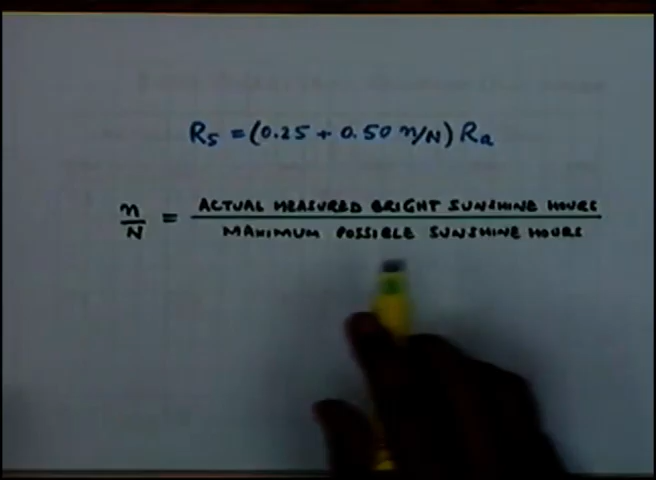 Rs = (0.25 + 0.50 n/N) Ra
n/N = ACTUAL MEASURED BRIGHT SUNSHINE HOURS / MAXIMUM POSSIBLE SUNSHINE HOURS